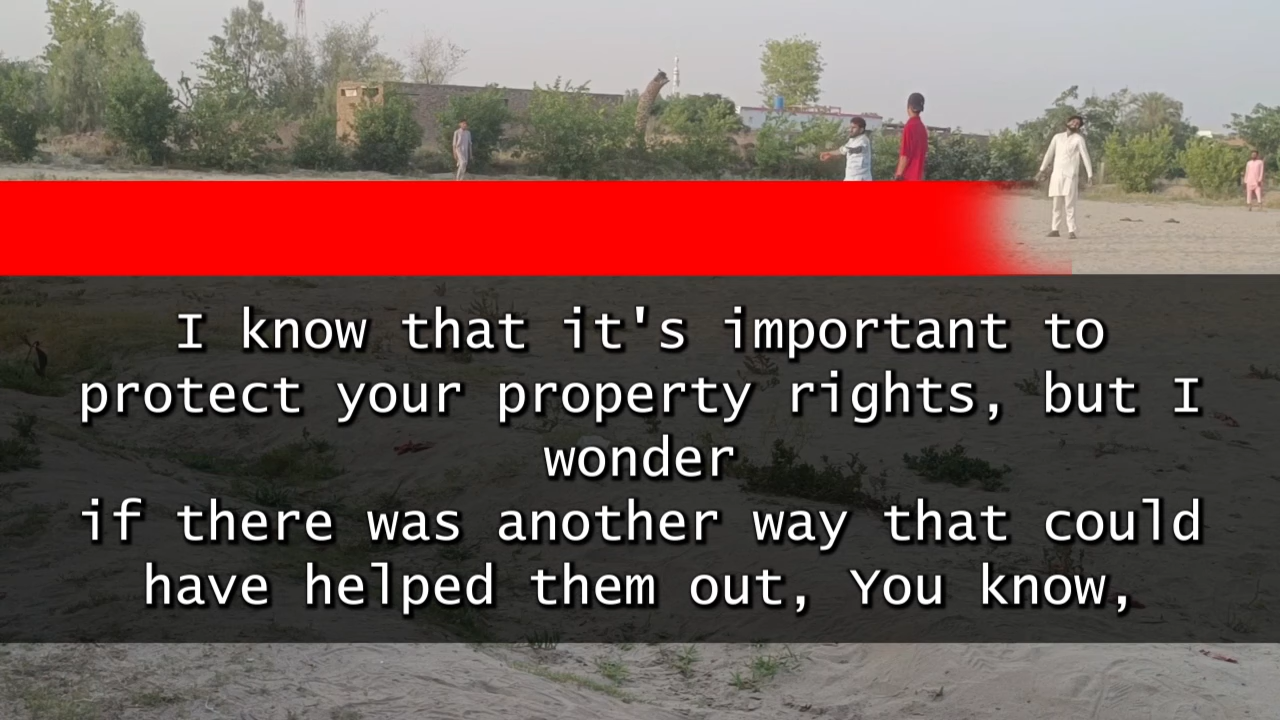 I know that it's important to
protect your property rights, but I
wonder
if there was another way that could
have helped them out, You know,